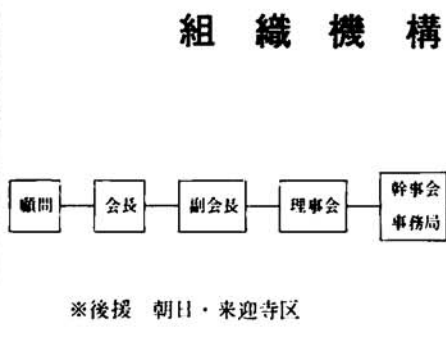 組織機構
顧問 会長 副会長 理事会 幹事会
事務局
※後援 朝日・来迎寺区